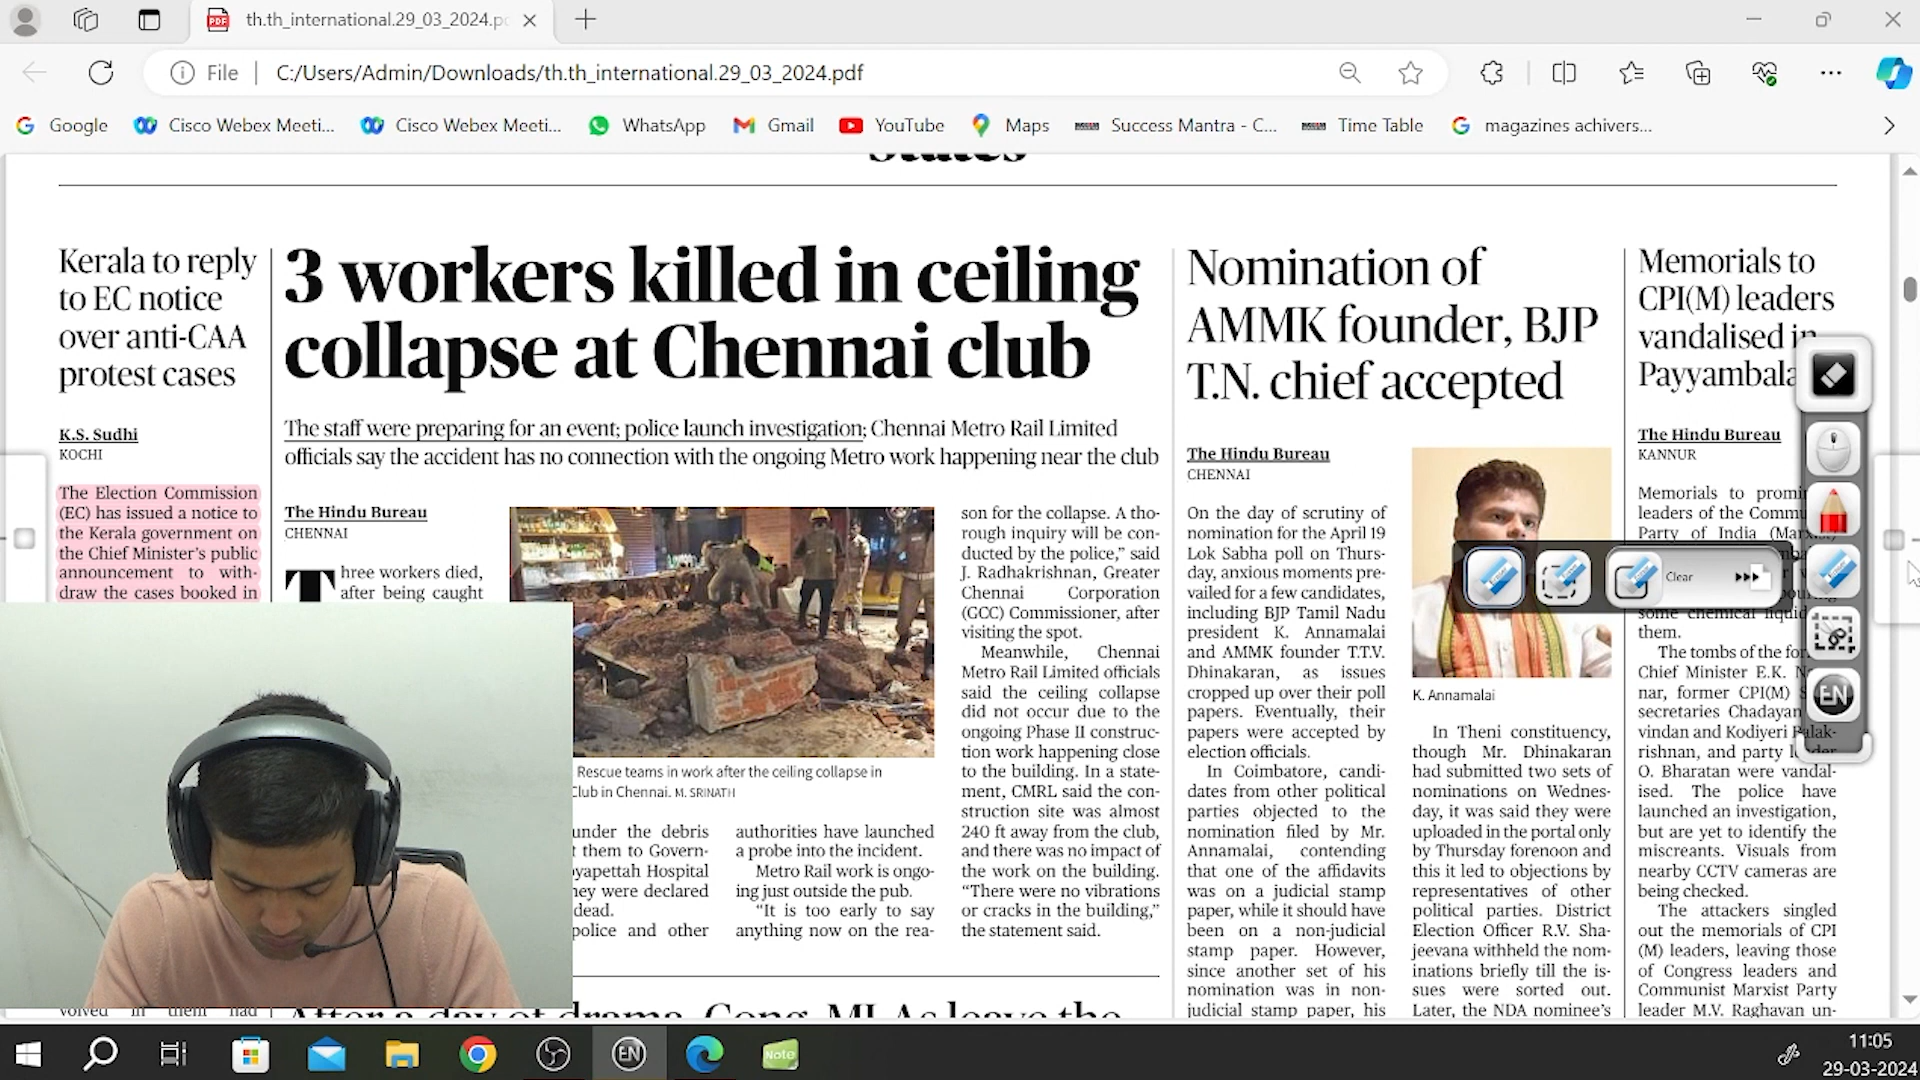 th.th_international.29_03_2024.p
File
C:/Users/Admin/Downloads/th.th_international.29_03_2024.pdf
Google
Cisco Webex Meeti...
Cisco Webex Meeti...
WhatsApp
Gmail
YouTube
Maps
Success Mantra - C...
Time Table
magazines achivers...
States
Kerala to reply
to EC notice
over anti-CAA
protest cases
K.S. Sudhi
KOCHI
The Election Commission
(EC) has issued a notice to
the Kerala government on
the Chief Minister's public
announcement to with-
draw the cases booked in
volved in them had
3 workers killed in ceiling
collapse at Chennai club
The staff were preparing for an event; police launch investigation; Chennai Metro Rail Limited
officials say the accident has no connection with the ongoing Metro work happening near the club
The Hindu Bureau
CHENNAI
Three workers died,
after being caught
Rescue teams in work after the ceiling collapse in
Club in Chennai. M. SRINATH
under the debris
them to Govern-
Hospital
they were declared
dead.
police and other
authorities have launched
a probe into the incident.
Metro Rail work is ongo-
ing just outside the pub.
"It is too early to say
anything now on the rea-
son for the collapse. A tho-
rough inquiry will be con-
ducted by the police," said
J. Radhakrishnan, Greater
Chennai Corporation
(GCC) Commissioner, after
visiting the spot.
Meanwhile, Chennai
Metro Rail Limited officials
said the ceiling collapse
did not occur due to the
ongoing Phase II construc-
tion work happening close
to the building. In a state-
ment, CMRL said the con-
struction site was almost
240 ft away from the club,
and there was no impact of
the work on the building.
"There were no vibrations
or cracks in the building,"
the statement said.
After a day of drama, Cong. MLAs leave the
Nomination of
AMMK founder, BJP
T.N. chief accepted
The Hindu Bureau
CHENNAI
On the day of scrutiny of
nomination for the April 19
Lok Sabha poll on Thurs-
day, anxious moments pre-
vailed for a few candidates,
including BJP Tamil Nadu
president K. Annamalai
and AMMK founder T.T.V.
Dhinakaran, as issues
cropped up over their poll
papers. Eventually, their
papers were accepted by
election officials.
In Coimbatore, candi-
dates from other political
parties objected to the
nomination filed by Mr.
Annamalai, contending
that one of the affidavits
was on a judicial stamp
paper, while it should have
been on a non-judicial
stamp paper. However,
since another set of his
nomination was in non-
judicial stamp paper, his
K. Annamalai
In Theni constituency,
though Mr. Dhinakaran
had submitted two sets of
nominations on Wednes-
day, it was said they were
uploaded in the portal only
by Thursday forenoon and
this it led to objections by
representatives of other
political parties. District
Election Officer R.V. Sha-
jeevana withheld the nom-
inations briefly till the is-
sues were sorted out.
Later, the NDA nominee's
Memorials to
CPI(M) leaders
vandalised in
Payyambala
The Hindu Bureau
KANNUR
Memorials to
leaders of the
Party of India
some chemical
them.
The tombs of the
Chief Minister E.K.
nar, former CPI(M)
secretaries Chadayan
vindan and Kodiyeri Balak-
rishnan, and party leader
O. Bharatan were vandal-
ised. The police have
launched an investigation,
but are yet to identify the
miscreants. Visuals from
nearby CCTV cameras are
being checked.
The attackers singled
out the memorials of CPI
(M) leaders, leaving those
of Congress leaders and
Communist Marxist Party
leader M.V. Raghavan un-
Clear
EN
EN
Note
11:05
29-03-2024